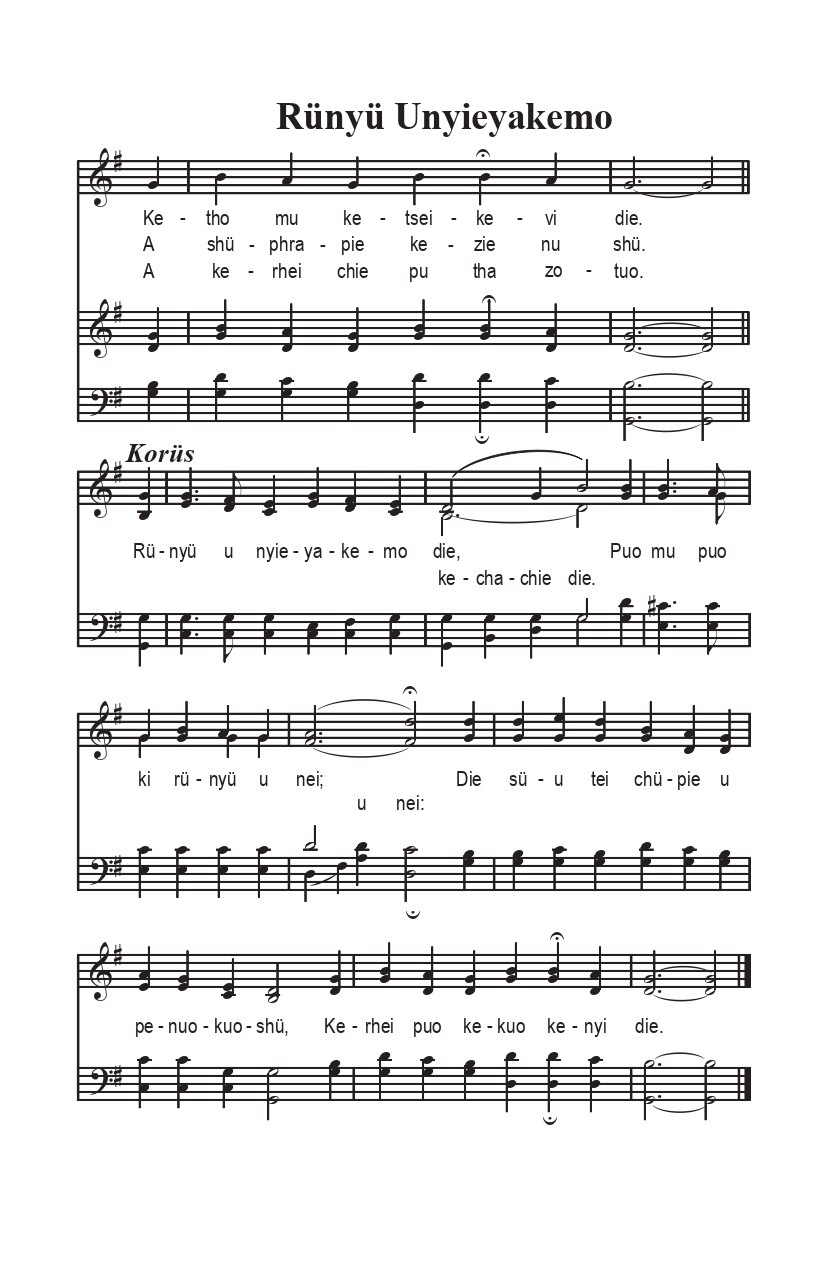 Rünyü Unyieyakemo
Ke - tho mu ke - tsei - ke - vi die.
A shü - phra - pie ke - zie nu shü.
A ke - rhei chie pu tha zo - tuo.
Korüs
Rü - nyü u nyie - ya - ke - mo die, Puo mu puo
ke - cha - chie die.
ki rü - nyü u nei; Die sü - u tei chü - pie u
u nei:
pe - nuo - kuo - shü, Ke - rhei puo ke - kuo ke - nyi die.